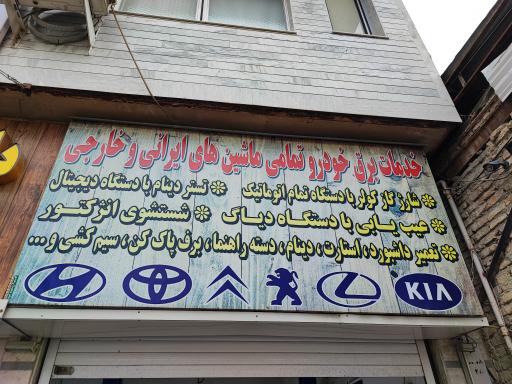 خدمات برق خودرو تمامی ماشین های ایرانی و خارجی
❊ شارژ گاز کولر با دستگاه تمام اتوماتیک ❊ تستر دینام با دستگاه دیجیتال
❊ عیب یابی با دستگاه دیاگ ❊ شستشوی انژکتور
❊ تعمیر داشبورد، استارت، دینام، دسته راهنما، برف پاک کن، سیم کشی و...
KIA